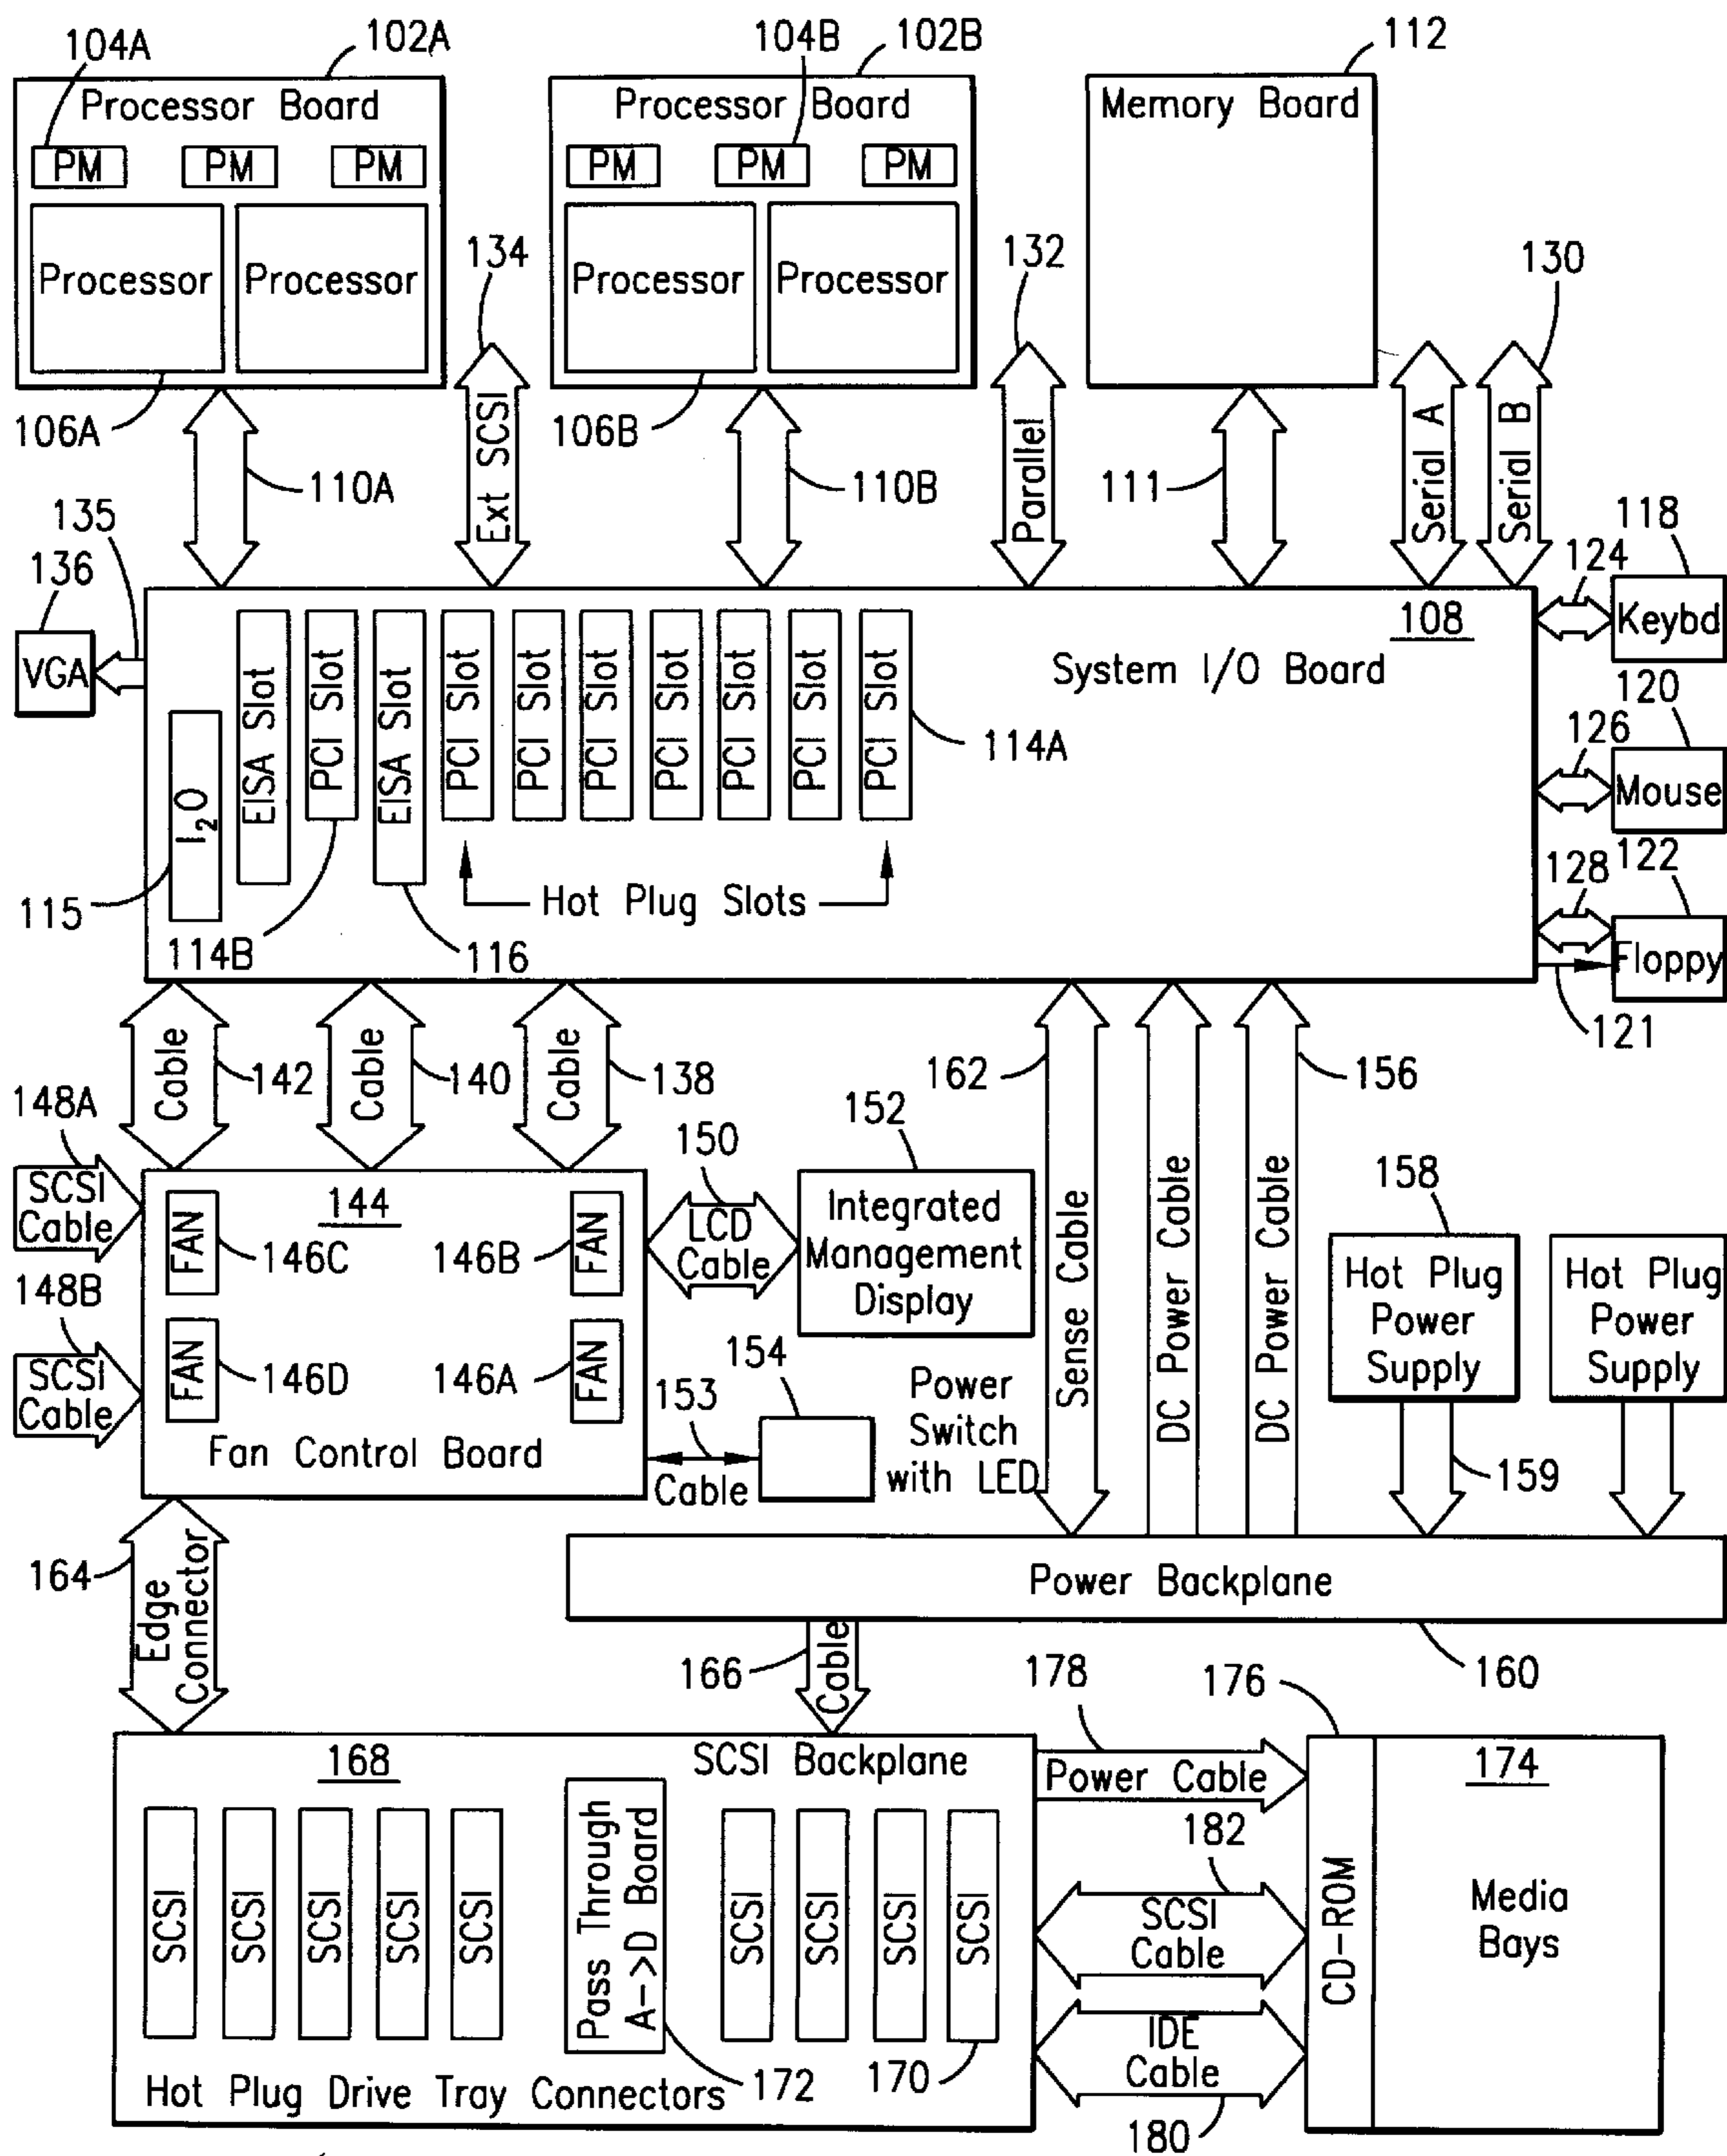 104A
102A
104B
102B
112
Processor Board
PM PM PM
Processor Processor
Processor Board
PM PM PM
Processor Processor
Memory Board
134
132
130
106A
106B
110A
Ext SCSI
110B
Parallel
111
Serial A
Serial B
135
136
VGA
124
118
Keybd
108
System I/O Board
I₂O
EISA Slot
PCI Slot
EISA Slot
PCI Slot
PCI Slot
PCI Slot
PCI Slot
PCI Slot
PCI Slot
PCI Slot
114A
Hot Plug Slots
115
114B
116
126
120
Mouse
128
122
Floppy
121
Cable
142
Cable
140
Cable
138
162
156
148A
SCSI
Cable
148B
SCSI
Cable
144
FAN
146C
146B
FAN
FAN
146D
146A
FAN
Fan Control Board
150
LCD
Cable
152
Integrated
Management
Display
153
Cable
154
Power
Switch
with LED
Sense Cable
DC Power Cable
DC Power Cable
158
Hot Plug
Power
Supply
Hot Plug
Power
Supply
159
164
Edge
Connector
Power Backplane
160
166
Cable
168
SCSI Backplane
SCSI
SCSI
SCSI
SCSI
SCSI
Pass Through
A->D Board
SCSI
SCSI
SCSI
SCSI
Hot Plug Drive Tray Connectors
172
170
178
Power Cable
182
SCSI
Cable
IDE
Cable
180
176
CD-ROM
174
Media
Bays